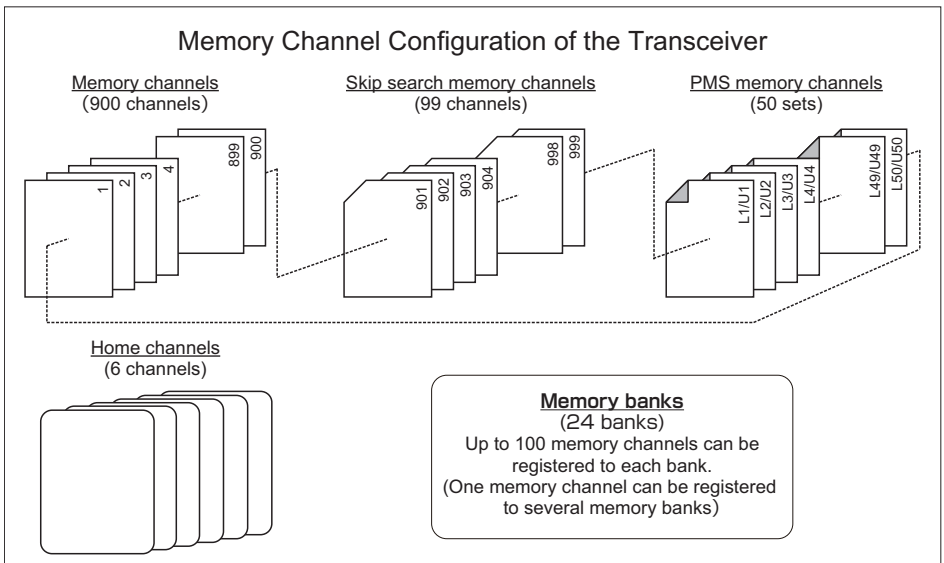 Memory Channel Configuration of the Transceiver
Memory channels
(900 channels)
1
2
3
4
899
900
Skip search memory channels
(99 channels)
901
902
903
904
998
999
PMS memory channels
(50 sets)
L1/U1
L2/U2
L3/U3
L4/U4
L49/U49
L50/U50
Home channels
(6 channels)
Memory banks
(24 banks)
Up to 100 memory channels can be
registered to each bank.
(One memory channel can be registered
to several memory banks)